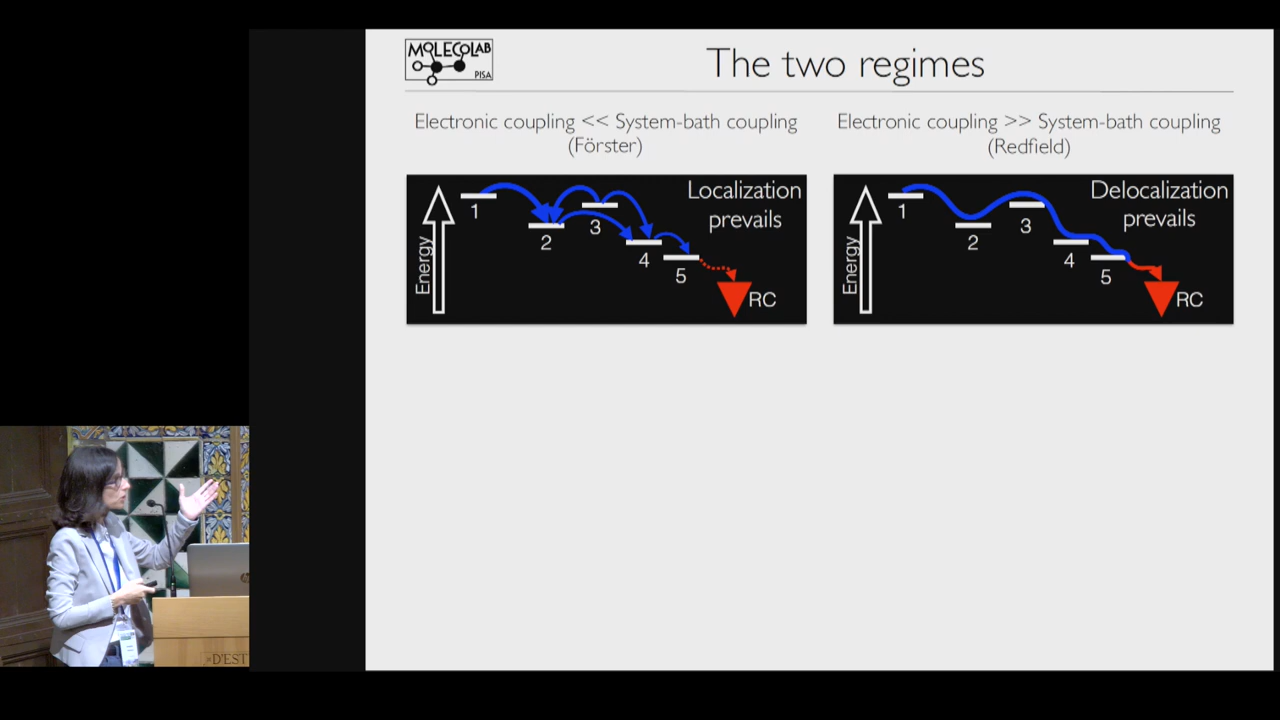 MOLECOLAB
PISA
The two regimes
Electronic coupling << System-bath coupling
(Förster)
Electronic coupling >> System-bath coupling
(Redfield)
Energy
1
2
3
4
5
RC
Localization
prevails
Energy
1
2
3
4
5
RC
Delocalization
prevails
D'EST